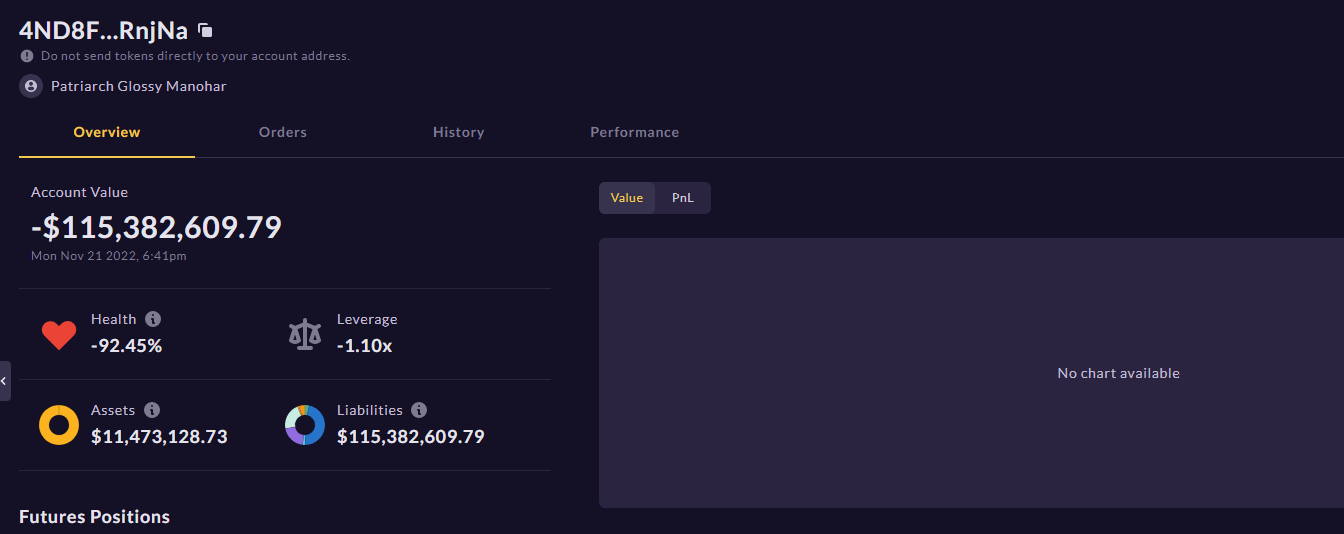 4ND8F...RnjNa
Do not send tokens directly to your account address.
Patriarch Glossy Manohar
Overview Orders History Performance
Account Value
-$115,382,609.79
Mon Nov 21 2022, 6:41pm
Value PnL
Health
-92.45%
Leverage
-1.10x
Assets
$11,473,128.73
Liabilities
$115,382,609.79
No chart available
Futures Positions